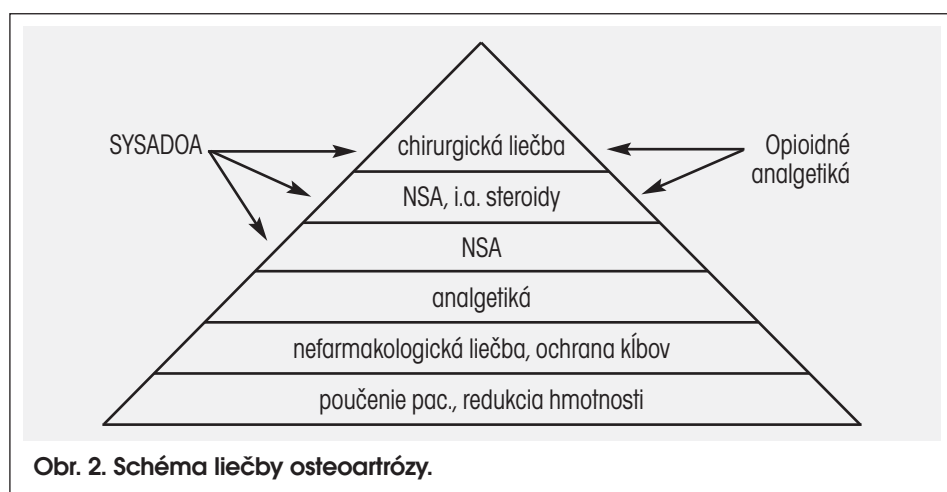 SYSADOA
chirurgická liečba
Opioidné
analgetiká
NSA, i.a. steroidy
NSA
analgetiká
nefarmakologická liečba, ochrana kĺbov
poučenie pac., redukcia hmotnosti
Obr. 2. Schéma liečby osteoartrózy.